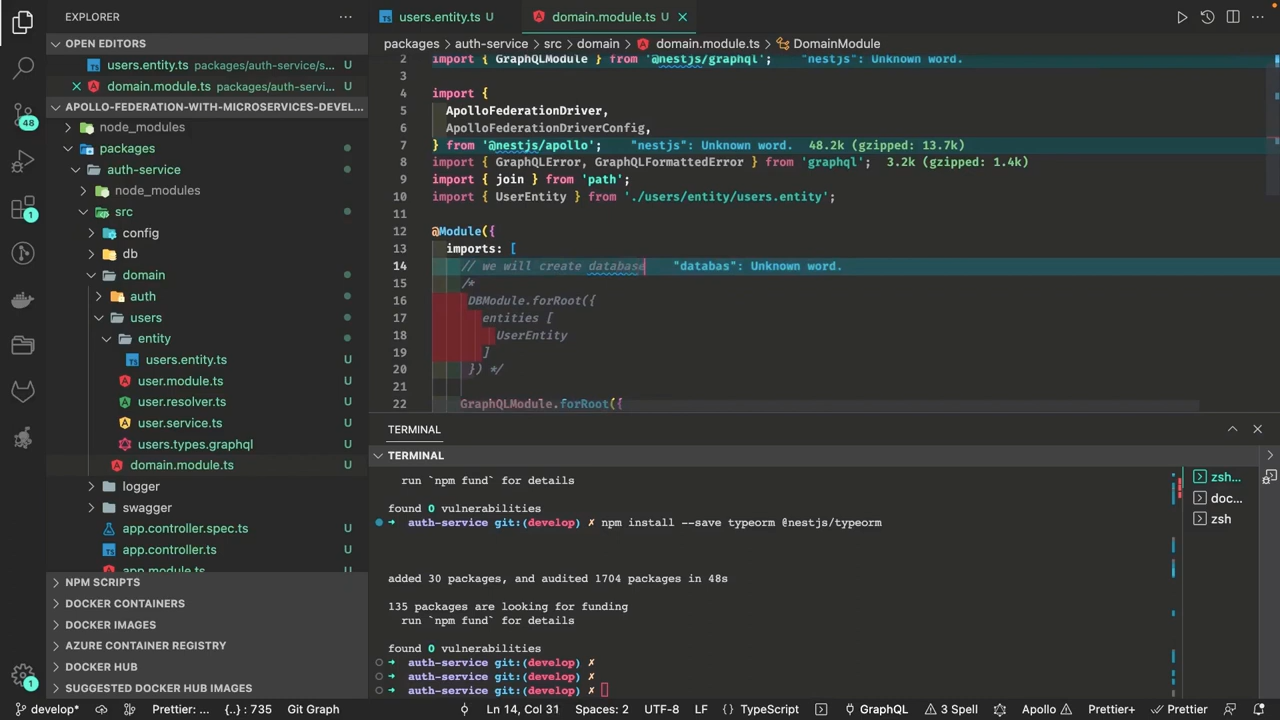 EXPLORER
OPEN EDITORS
users.entity.ts packages/auth-service/s...
domain.module.ts packages/auth-servi...
APOLLO-FEDERATION-WITH-MICROSERVICES-DEVEL...
node_modules
packages
auth-service
node_modules
src
config
db
domain
auth
users
entity
users.entity.ts U
user.module.ts U
user.resolver.ts U
user.service.ts U
users.types.graphql U
domain.module.ts U
logger
swagger
app.controller.spec.ts U
app.controller.ts U
app.module.ts U
NPM SCRIPTS
DOCKER CONTAINERS
DOCKER IMAGES
AZURE CONTAINER REGISTRY
DOCKER HUB
SUGGESTED DOCKER HUB IMAGES
48
1
1
users.entity.ts U
domain.module.ts U
packages > auth-service > src > domain > domain.module.ts > DomainModule
2 import { GraphQLModule } from '@nestjs/graphql'; "nestjs": Unknown word.
3
4 import {
5 ApolloFederationDriver,
6 ApolloFederationDriverConfig,
7 } from '@nestjs/apollo'; "nestjs": Unknown word. 48.2k (gzipped: 13.7k)
8 import { GraphQLError, GraphQLFormattedError } from 'graphql'; 3.2k (gzipped: 1.4k)
9 import { join } from 'path';
10 import { UserEntity } from './users/entity/users.entity';
11
12 @Module({
13 imports: [
14 // we will create database "databas": Unknown word.
15 /*
16 DBModule.forRoot({
17 entities [
18 UserEntity
19 ]
20 }) */
21
22 GraphQLModule.forRoot({
TERMINAL
TERMINAL
run `npm fund` for details
found 0 vulnerabilities
➜ auth-service git:(develop) ✗ npm install --save typeorm @nestjs/typeorm
added 30 packages, and audited 1704 packages in 48s
135 packages are looking for funding
run `npm fund` for details
found 0 vulnerabilities
➜ auth-service git:(develop) ✗
➜ auth-service git:(develop) ✗
➜ auth-service git:(develop) ✗
zsh...
doc...
zsh
develop* Prettier: ... {..} : 735 Git Graph Ln 14, Col 31 Spaces: 2 UTF-8 LF {} TypeScript GraphQL 3 Spell Apollo Prettier+ Prettier